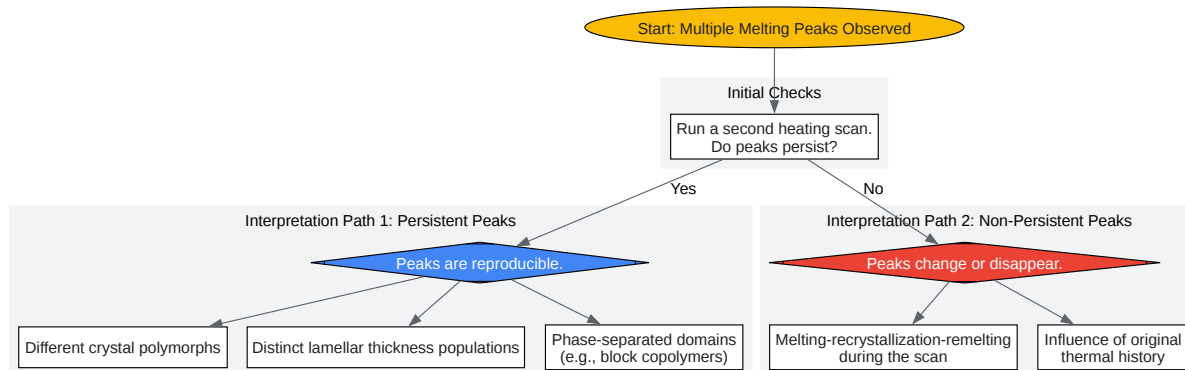 Start: Multiple Melting Peaks Observed
Initial Checks
Run a second heating scan.
Do peaks persist?
Yes
No
Interpretation Path 1: Persistent Peaks
Peaks are reproducible.
Different crystal polymorphs
Distinct lamellar thickness populations
Phase-separated domains
(e.g., block copolymers)
Interpretation Path 2: Non-Persistent Peaks
Peaks change or disappear.
Melting-recrystallization-remelting
during the scan
Influence of original
thermal history